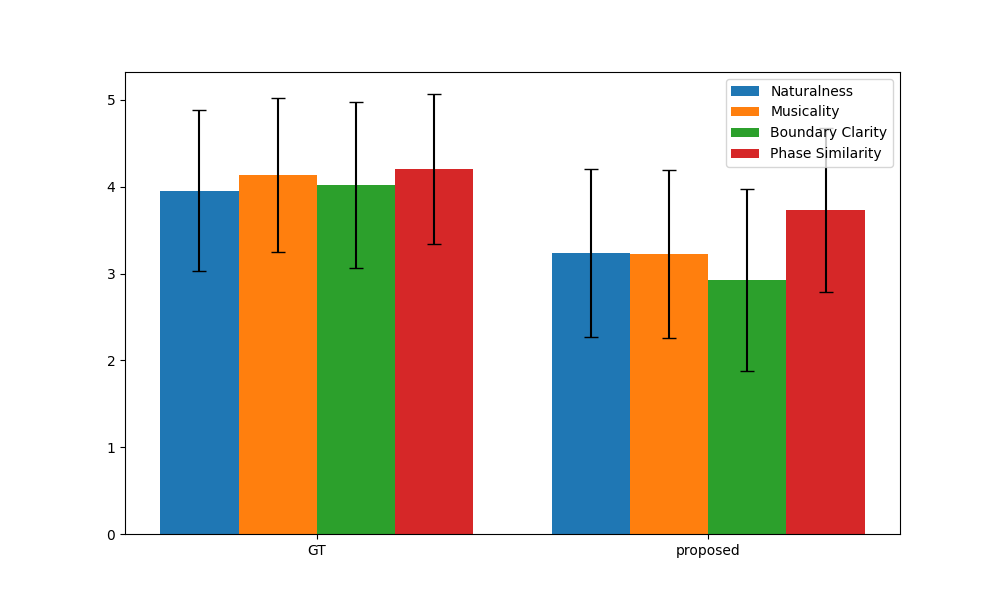 Naturalness
Musicality
Boundary Clarity
Phase Similarity
5
4
3
2
1
0
GT
proposed